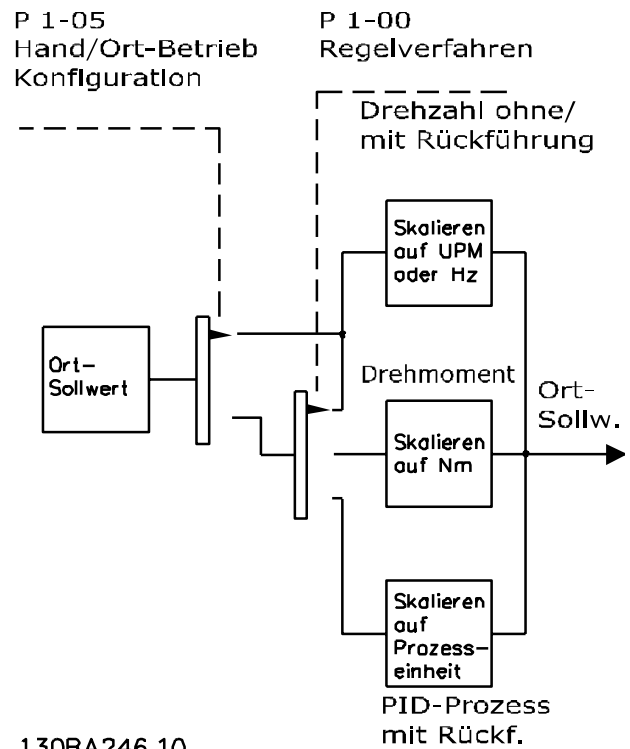 P 1-05
Hand/Ort-Betrieb
Konfiguration
P 1-00
Regelverfahren
Drehzahl ohne/
mit Rückführung
Skalieren
auf UPM
oder Hz
Ort-
Sollwert
Drehmoment
Skalieren
auf Nm
Ort-
Sollw.
Skalieren
auf
Prozess-
einheit
PID-Prozess
mit Rückf.
130BA246.10